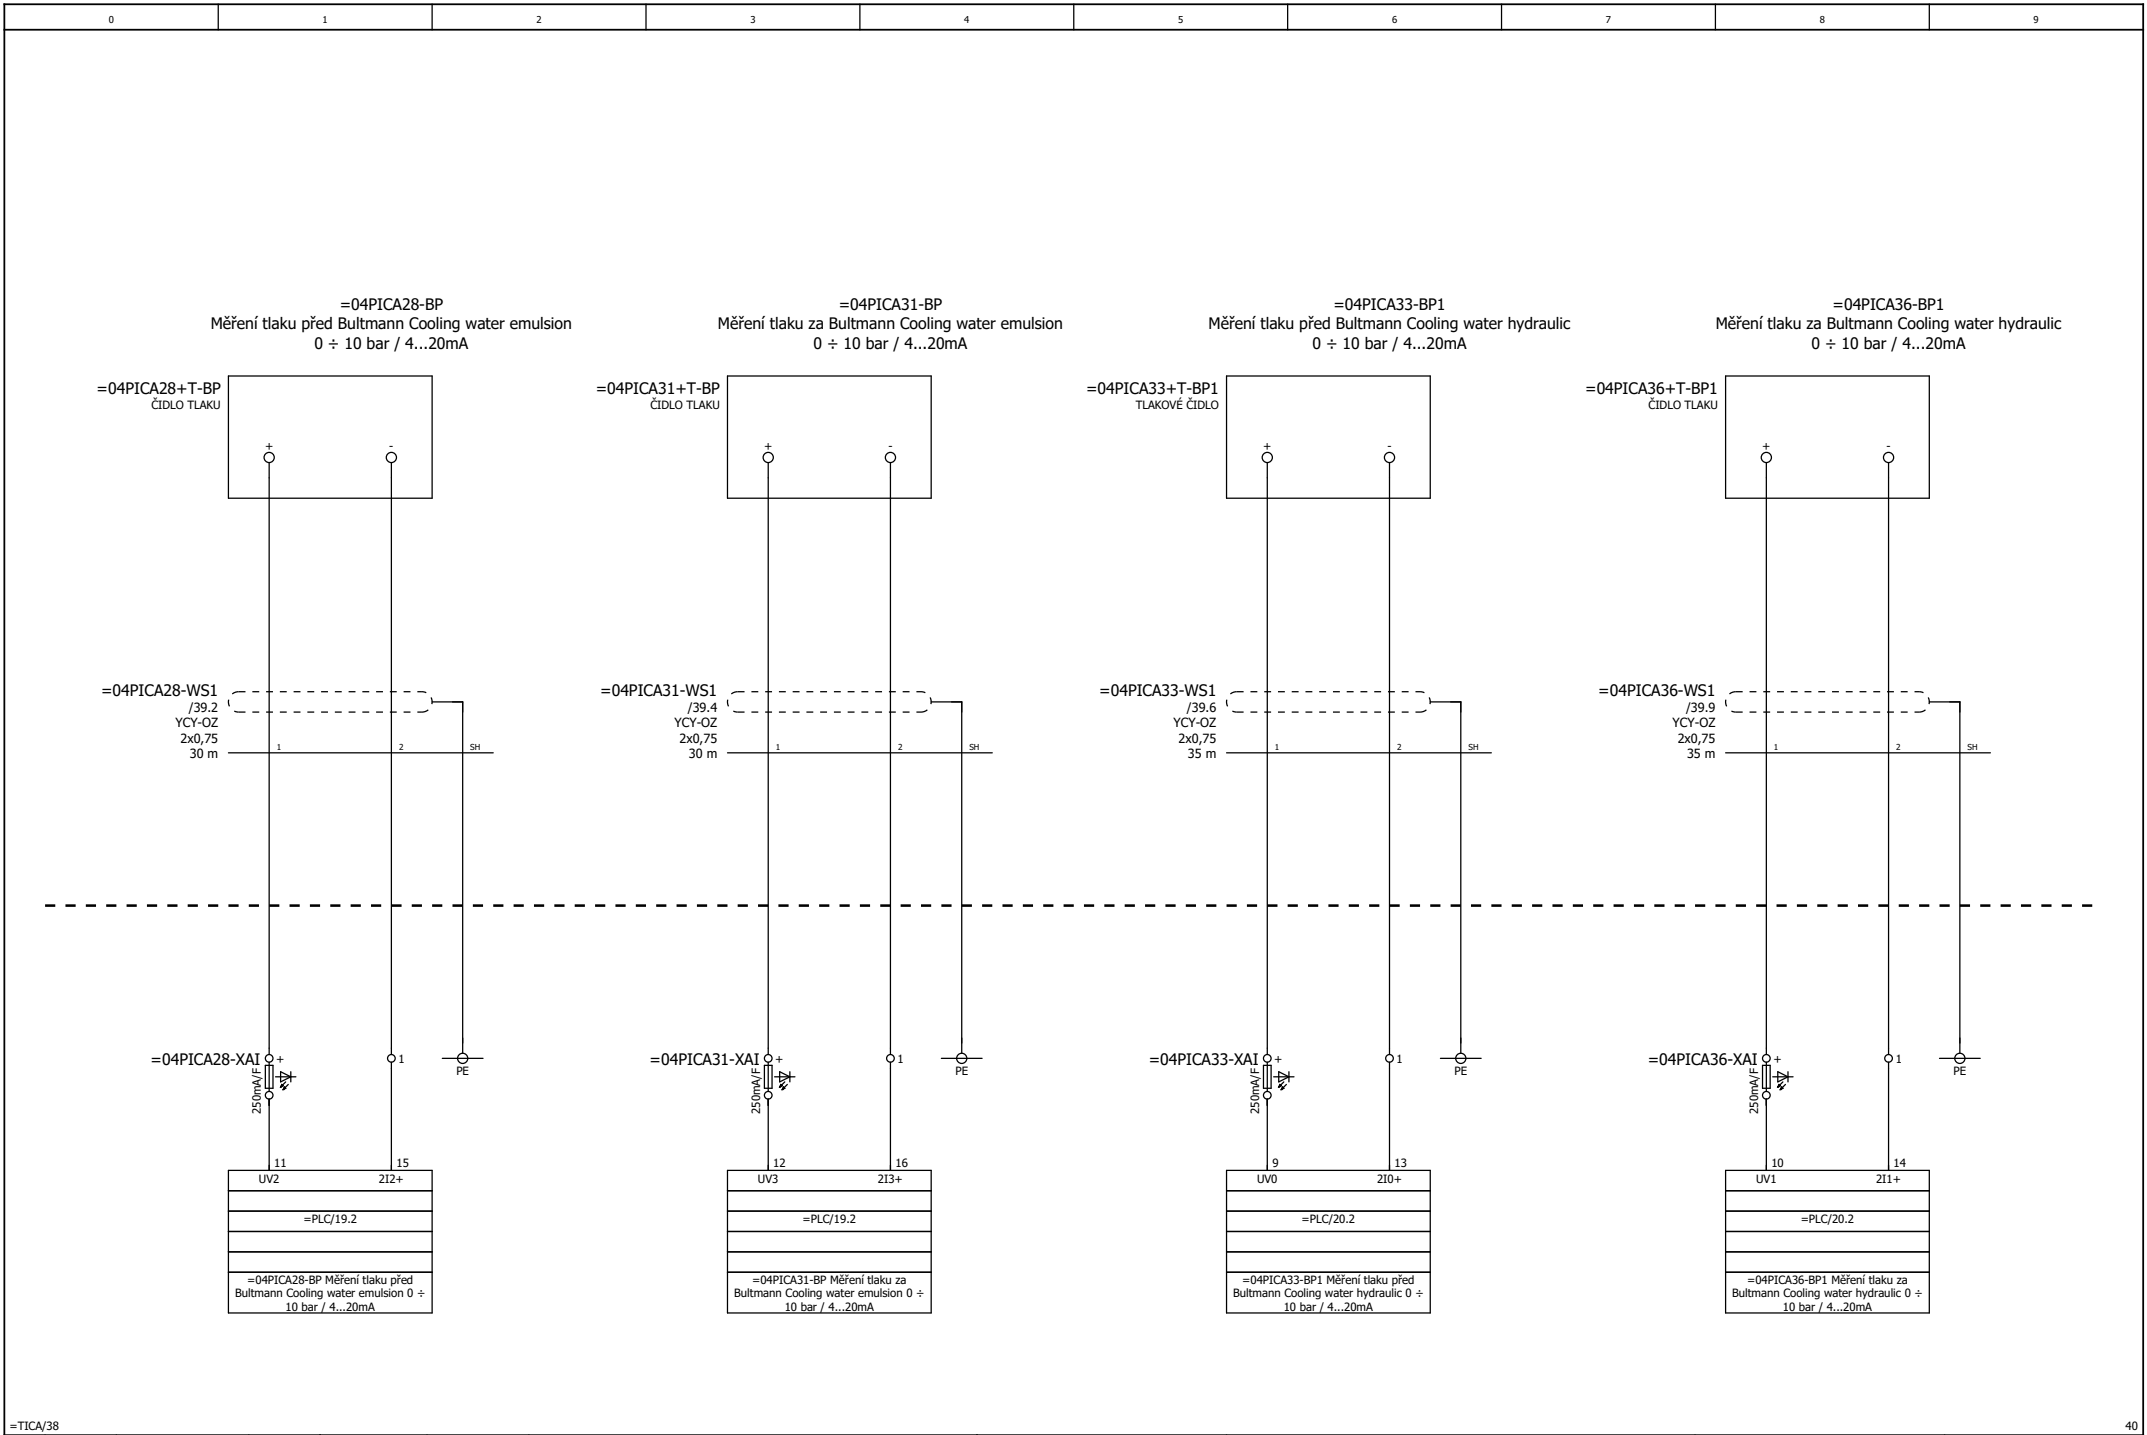 0 1 2 3 4 5 6 7 8 9
=04PICA28-BP
Měření tlaku před Bultmann Cooling water emulsion
0 ÷ 10 bar / 4...20mA
=04PICA28+T-BP
ČIDLO TLAKU
+ -
=04PICA28-WS1
/39.2
YCY-OZ
2x0,75
30 m
1 2 SH
=04PICA28-XAI + 1 PE
250mA/F
11 15
UV2 2I2+
=PLC/19.2
=04PICA28-BP Měření tlaku před
Bultmann Cooling water emulsion 0 ÷
10 bar / 4...20mA
=04PICA31-BP
Měření tlaku za Bultmann Cooling water emulsion
0 ÷ 10 bar / 4...20mA
=04PICA31+T-BP
ČIDLO TLAKU
+ -
=04PICA31-WS1
/39.4
YCY-OZ
2x0,75
30 m
1 2 SH
=04PICA31-XAI + 1 PE
250mA/F
12 16
UV3 2I3+
=PLC/19.2
=04PICA31-BP Měření tlaku za
Bultmann Cooling water emulsion 0 ÷
10 bar / 4...20mA
=04PICA33-BP1
Měření tlaku před Bultmann Cooling water hydraulic
0 ÷ 10 bar / 4...20mA
=04PICA33+T-BP1
TLAKOVÉ ČIDLO
+ -
=04PICA33-WS1
/39.6
YCY-OZ
2x0,75
35 m
1 2 SH
=04PICA33-XAI + 1 PE
250mA/F
9 13
UV0 2I0+
=PLC/20.2
=04PICA33-BP1 Měření tlaku před
Bultmann Cooling water hydraulic 0 ÷
10 bar / 4...20mA
=04PICA36-BP1
Měření tlaku za Bultmann Cooling water hydraulic
0 ÷ 10 bar / 4...20mA
=04PICA36+T-BP1
ČIDLO TLAKU
+ -
=04PICA36-WS1
/39.9
YCY-OZ
2x0,75
35 m
1 2 SH
=04PICA36-XAI + 1 PE
250mA/F
10 14
UV1 2I1+
=PLC/20.2
=04PICA36-BP1 Měření tlaku za
Bultmann Cooling water hydraulic 0 ÷
10 bar / 4...20mA
=TICA/38
40